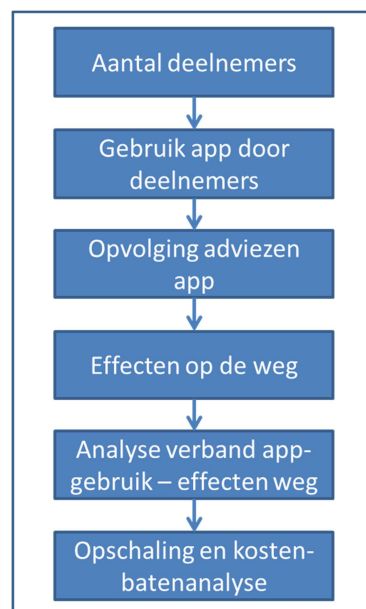 Aantal deelnemers
Gebruik app door
deelnemers
Opvolging adviezen
app
Effecten op de weg
Analyse verband app-
gebruik – effecten weg
Opschaling en kosten-
batenanalyse